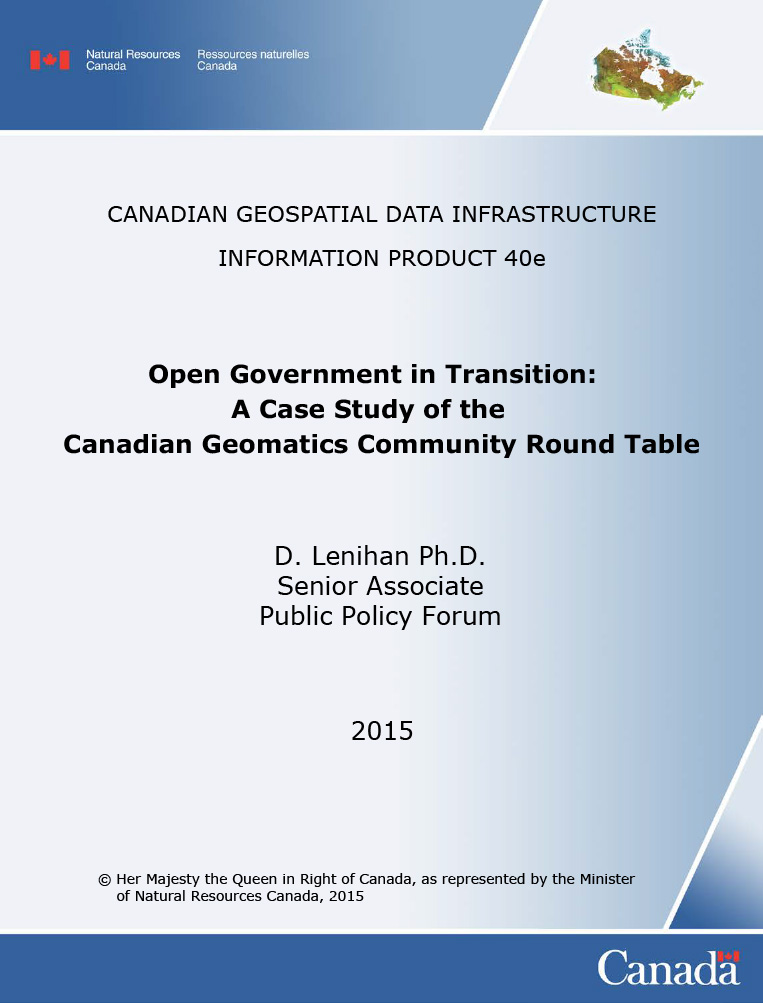 Natural Resources Canada
Ressources naturelles Canada
CANADIAN GEOSPATIAL DATA INFRASTRUCTURE
INFORMATION PRODUCT 40e
Open Government in Transition:
A Case Study of the
Canadian Geomatics Community Round Table
D. Lenihan Ph.D.
Senior Associate
Public Policy Forum
2015
© Her Majesty the Queen in Right of Canada, as represented by the Minister
of Natural Resources Canada, 2015
Canada